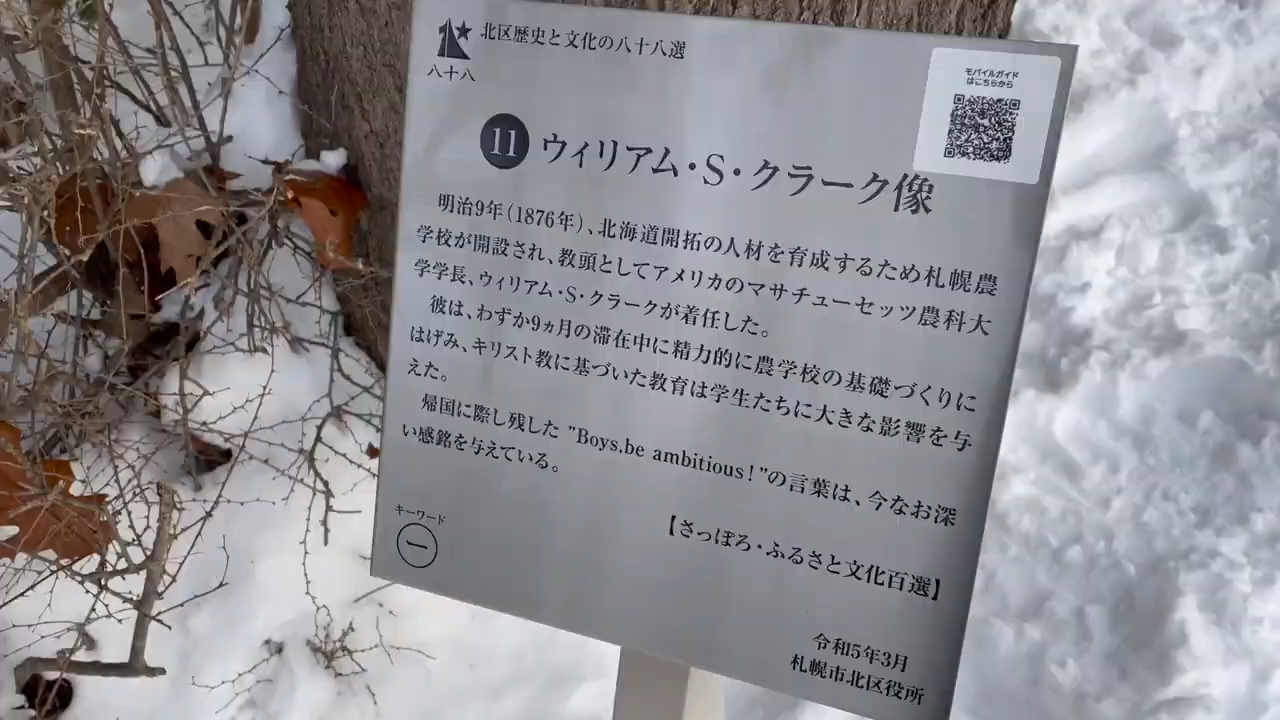 北区歴史と文化の八十八選
八十八
モバイルガイド
はこちらから
11 ウィリアム・S・クラーク像
明治9年(1876年)、北海道開拓の人材を育成するため札幌農
学校が開設され、教頭としてアメリカのマサチューセッツ農科大
学学長、ウィリアム・S・クラークが着任した。
彼は、わずか9ヵ月の滞在中に精力的に農学校の基礎づくりに
はげみ、キリスト教に基づいた教育は学生たちに大きな影響を与
えた。
帰国に際し残した ”Boys,be ambitious!”の言葉は、今なお深
い感銘を与えている。
【さっぽろ・ふるさと文化百選】
キーワード
一
令和5年3月
札幌市北区役所